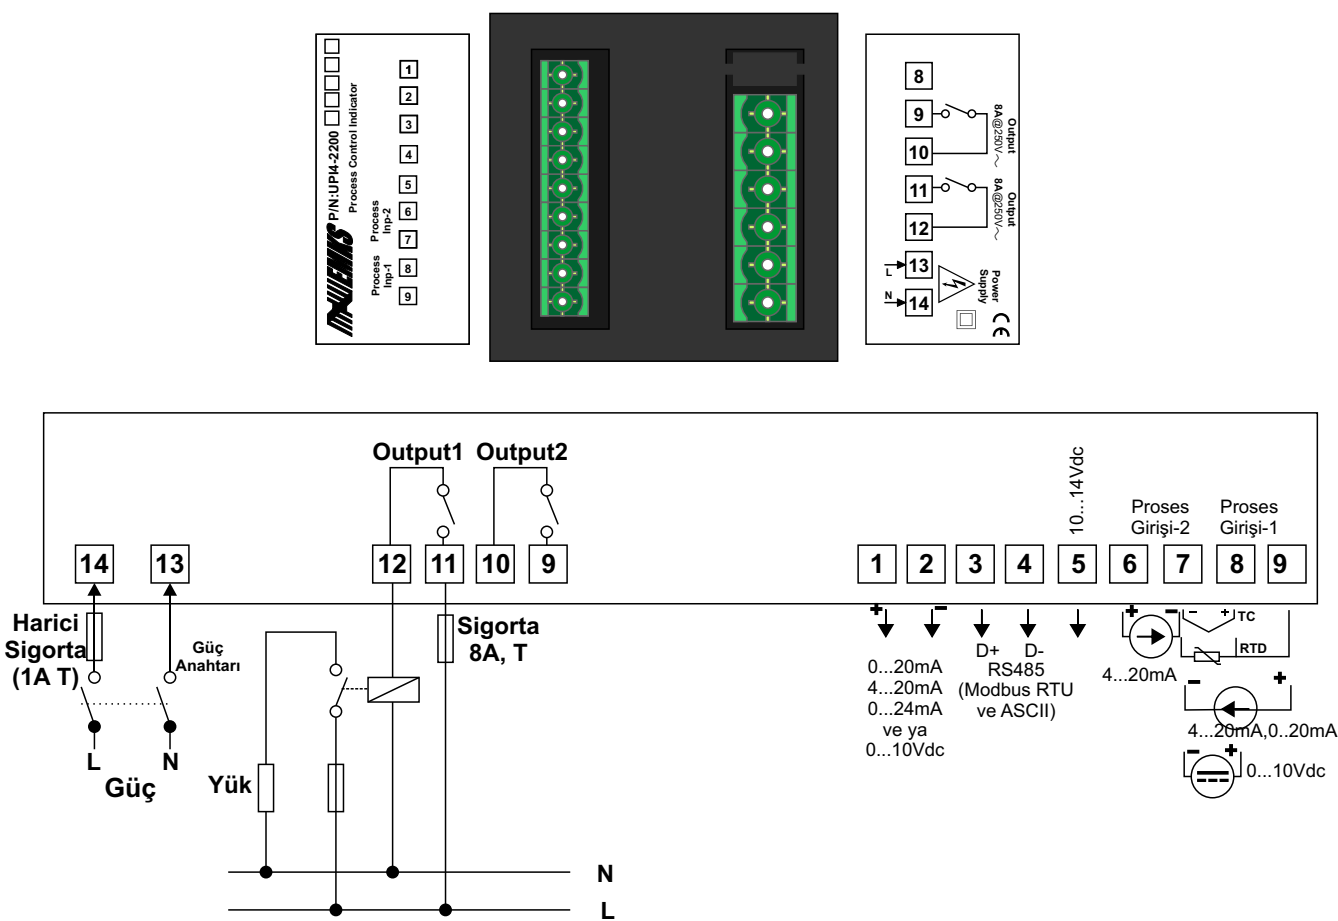 P/N:UPI4-2200
Process Control Indicator
Process
Inp-2
Process
Inp-1
1
2
3
4
5
6
7
8
9
8
9
10
11
12
13
14
L
N
Output
8A@250V
Output
8A@250V
Power
Supply
CE
Output1 Output2
10...14Vdc
Proses
Girişi-2
Proses
Girişi-1
14 13 12 11 10 9 1 2 3 4 5 6 7 8 9
Harici
Sigorta
(1A T)
Güç
Anahtarı
L N
Güç
Yük
Sigorta
8A, T
N
L
+ -
0...20mA
4...20mA
0...24mA
ve ya
0...10Vdc
D+ D-
RS485
(Modbus RTU
ve ASCII)
+ -
4...20mA
- + TC
RTD
- +
4...20mA,0..20mA
- +
0...10Vdc